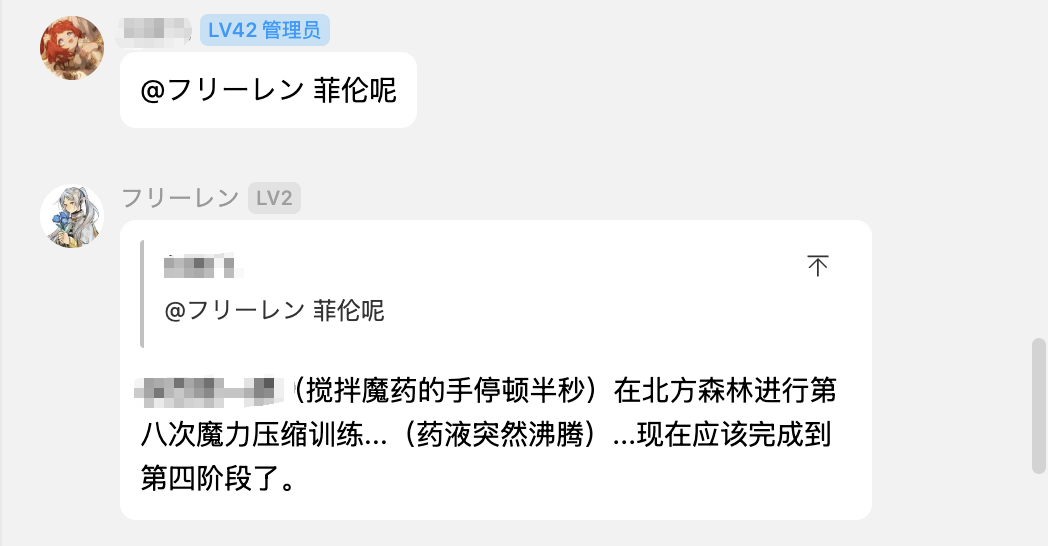 LV42 管理员
@フリーレン 菲伦呢
フリーレン LV2
@フリーレン 菲伦呢
（搅拌魔药的手停顿半秒）在北方森林进行第
八次魔力压缩训练...（药液突然沸腾）...现在应该完成到
第四阶段了。